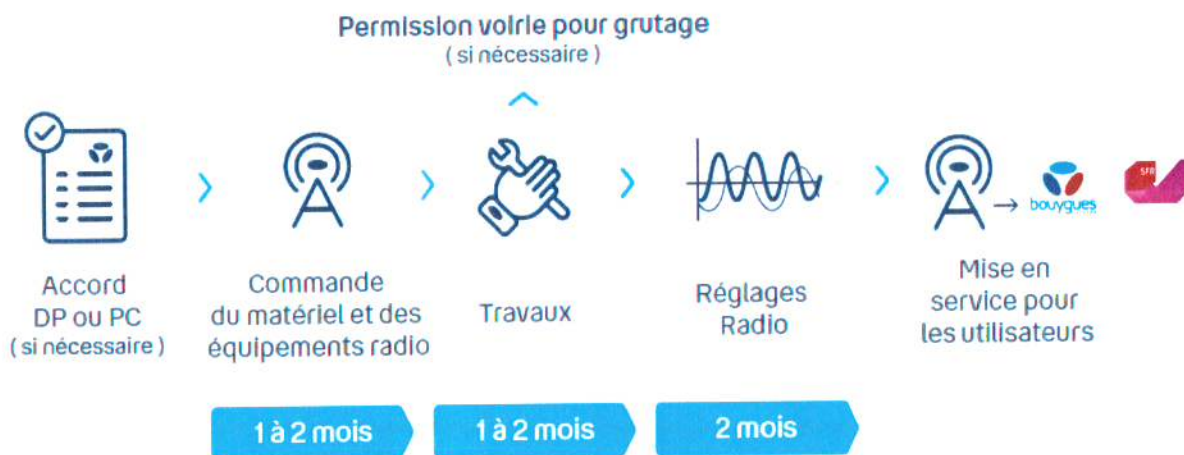 Permission voirie pour grutage
( si nécessaire )
Accord
DP ou PC
( si nécessaire )
Commande
du matériel et des
équipements radio
Travaux
Réglages
Radio
bouygues
SFR
Mise en
service pour
les utilisateurs
1 à 2 mois
1 à 2 mois
2 mois